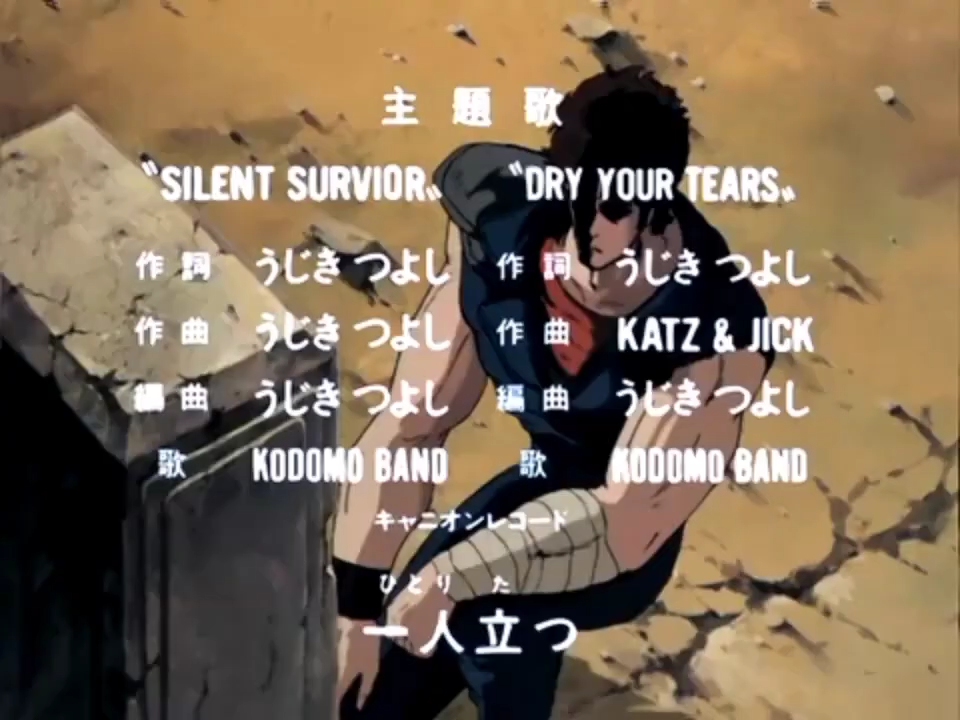 主題歌
〝SILENT SURVIOR〟 〝DRY YOUR TEARS〟
作詞 うじき つよし 作詞 うじき つよし
作曲 うじき つよし 作曲 KATZ & JICK
編曲 うじき つよし 編曲 うじき つよし
歌 KODOMO BAND 歌 KODOMO BAND
キャニオンレコード
ひとり た
一人立つ